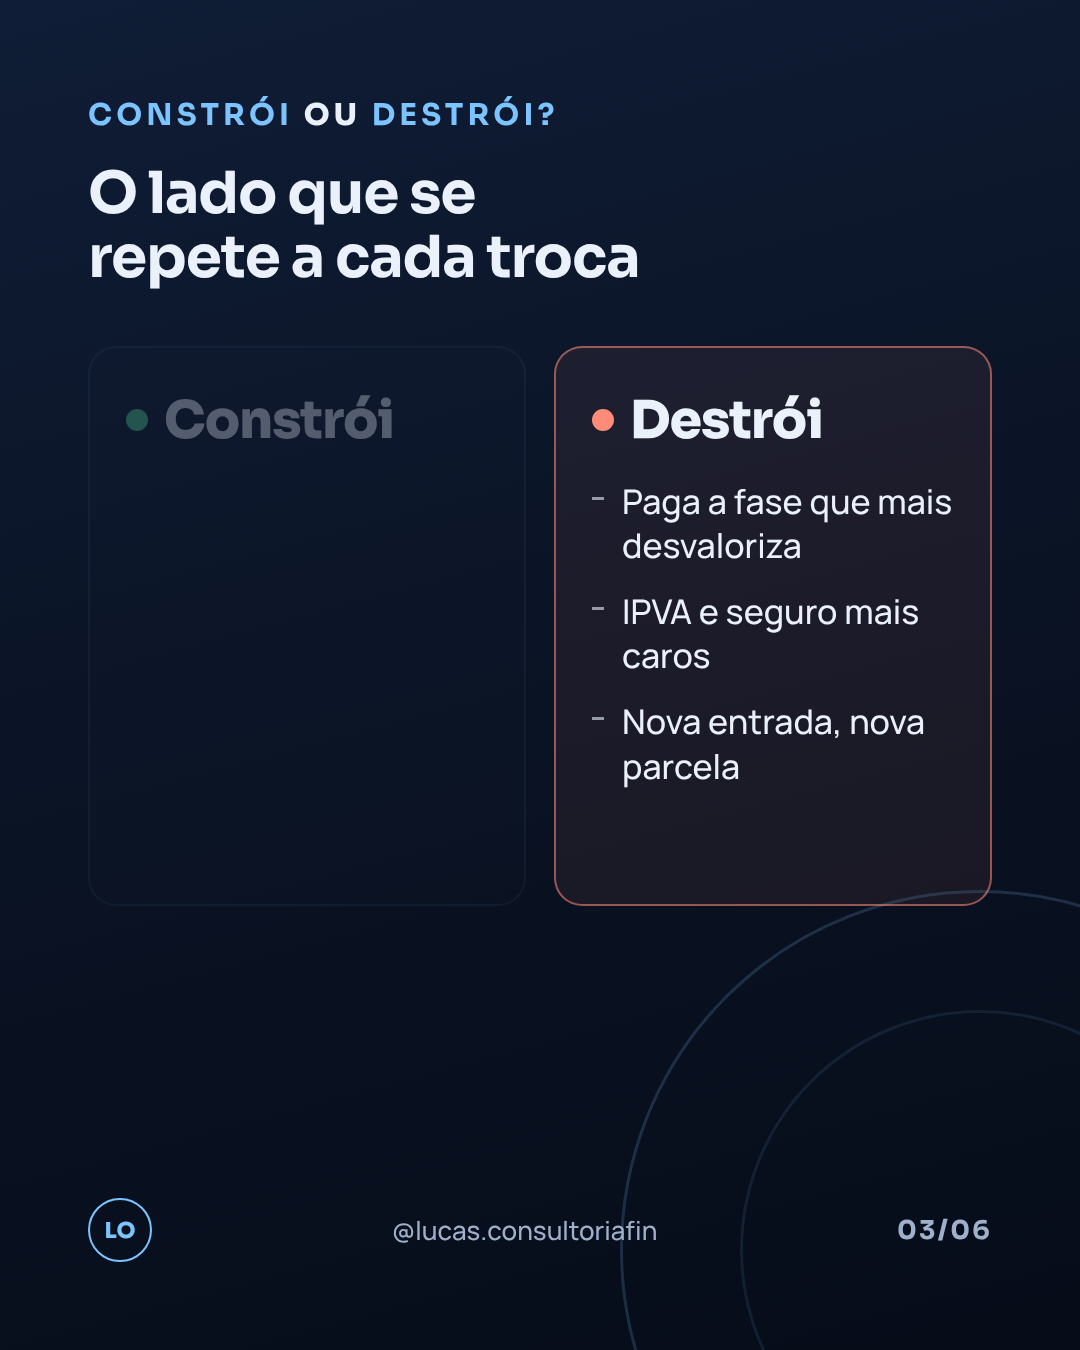 CONSTRÓI OU DESTRÓI?
O lado que se
repete a cada troca
Constrói
Destrói
– Paga a fase que mais
desvaloriza
– IPVA e seguro mais
caros
– Nova entrada, nova
parcela
LO
@lucas.consultoriafin
03/06